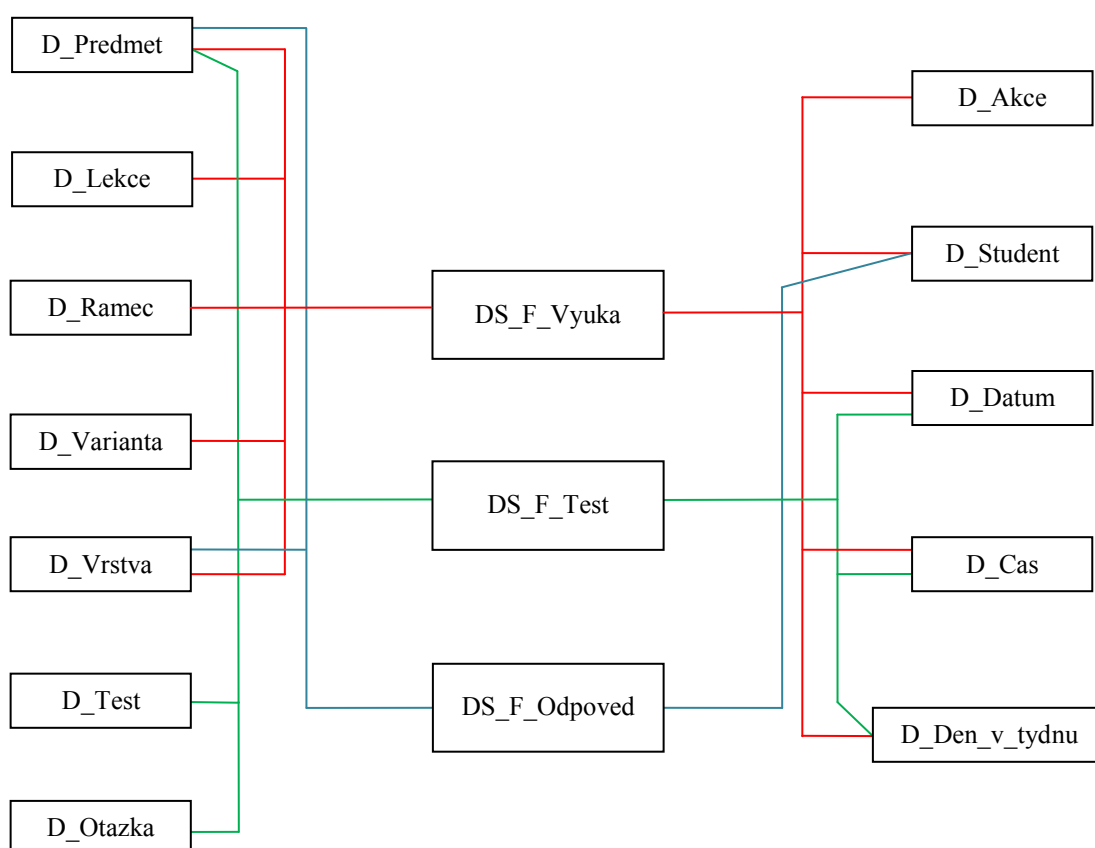 D_Predmet
D_Lekce
D_Ramec
D_Varianta
D_Vrstva
D_Test
D_Otazka
DS_F_Vyuka
DS_F_Test
DS_F_Odpoved
D_Akce
D_Student
D_Datum
D_Cas
D_Den_v_tydnu